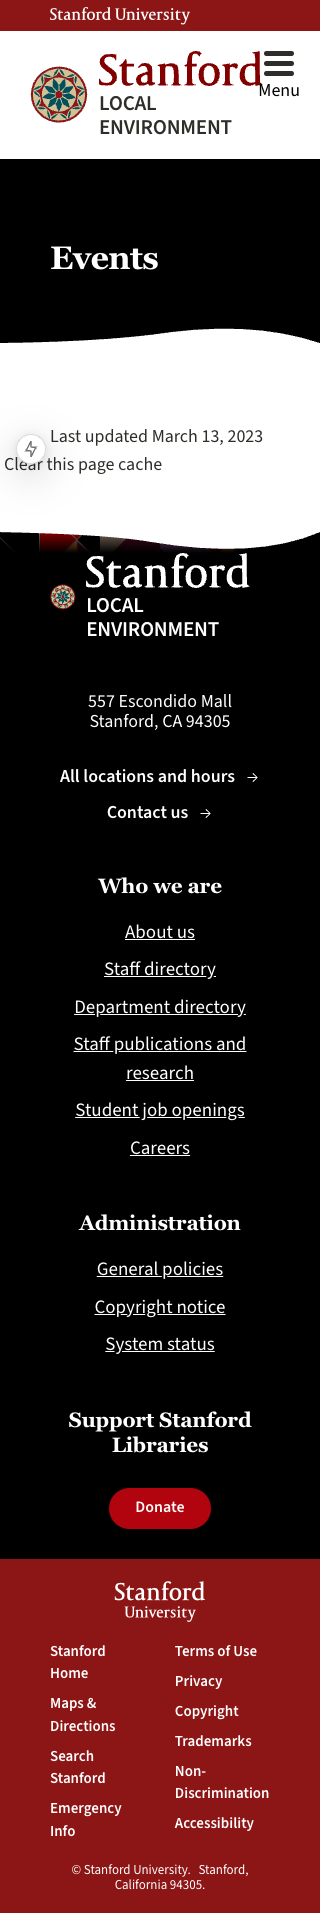 Stanford University
Stanford
LOCAL
ENVIRONMENT
Menu
Events
Last updated March 13, 2023
Clear this page cache
Stanford
LOCAL
ENVIRONMENT
557 Escondido Mall
Stanford, CA 94305
All locations and hours →
Contact us →
Who we are
About us
Staff directory
Department directory
Staff publications and
research
Student job openings
Careers
Administration
General policies
Copyright notice
System status
Support Stanford
Libraries
Donate
Stanford
University
Stanford
Home
Maps &
Directions
Search
Stanford
Emergency
Info
Terms of Use
Privacy
Copyright
Trademarks
Non-
Discrimination
Accessibility
© Stanford University. Stanford,
California 94305.